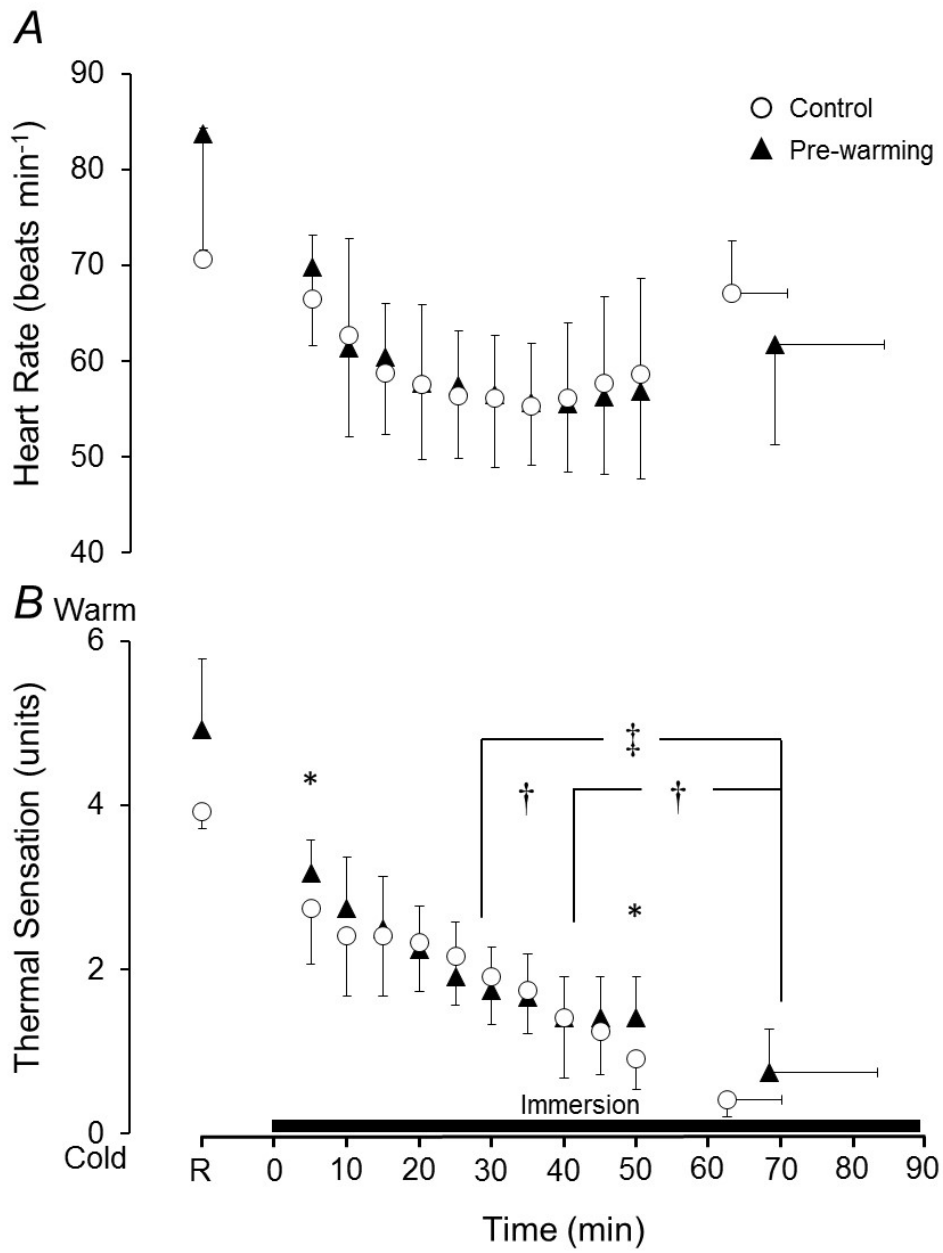 A
90
80
70
60
50
40
Heart Rate (beats min-1)
Control
Pre-warming
B
Warm
6
4
2
0
Cold
Thermal Sensation (units)
*
‡
†
†
*
Immersion
R 0 10 20 30 40 50 60 70 80 90
Time (min)